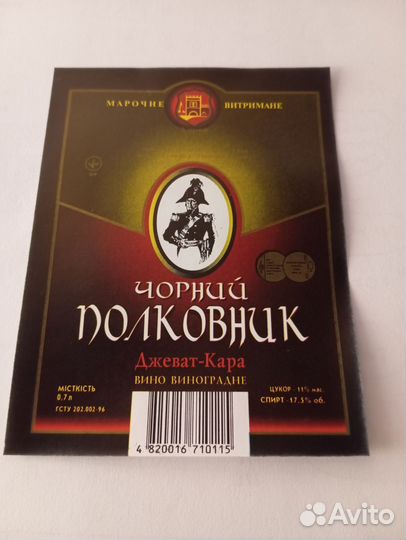 МАРОЧНЕ ВИТРИМАНЕ
ЧОРНИЙ
ПОЛКОВНИК
Джеват-Кара
ВИНО ВИНОГРАДНЕ
МІСТКІСТЬ
0.7 л
ГСТУ 202.002-96
ЦУКОР - 11% мас.
СПИРТ -17.5% об.
4 820016 710115
Avito